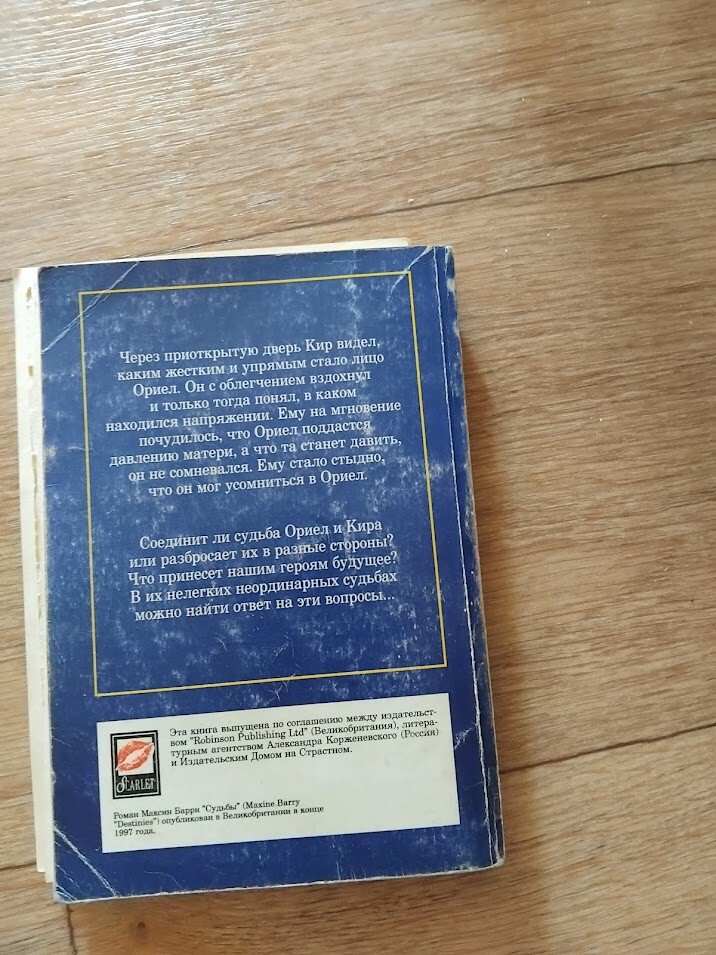 Через приоткрытую дверь Кир видел,
каким жестким и упрямым стало лицо
Ориел. Он с облегчением вздохнул
и только тогда понял, в каком
находился напряжении. Ему на мгновение
почудилось, что Ориел поддастся
давлению матери, а что та станет давить,
он не сомневался. Ему стало стыдно,
что он мог усомниться в Ориел.
Соединит ли судьба Ориел и Кира
или разбросает их в разные стороны?
Что принесет нашим героям будущее?
В их нелегких неординарных судьбах
можно найти ответ на эти вопросы...
Эта книга выпущена по соглашению между издательст-
вом "Robinson Publishing Ltd" (Великобритания), литера-
турным агентством Александра Корженевского (Россия)
и Издательским Домом на Страстном.
SCARLET
Роман Максин Барри "Судьбы" (Maxine Barry
"Destinies") опубликован в Великобритании в конце
1997 года.